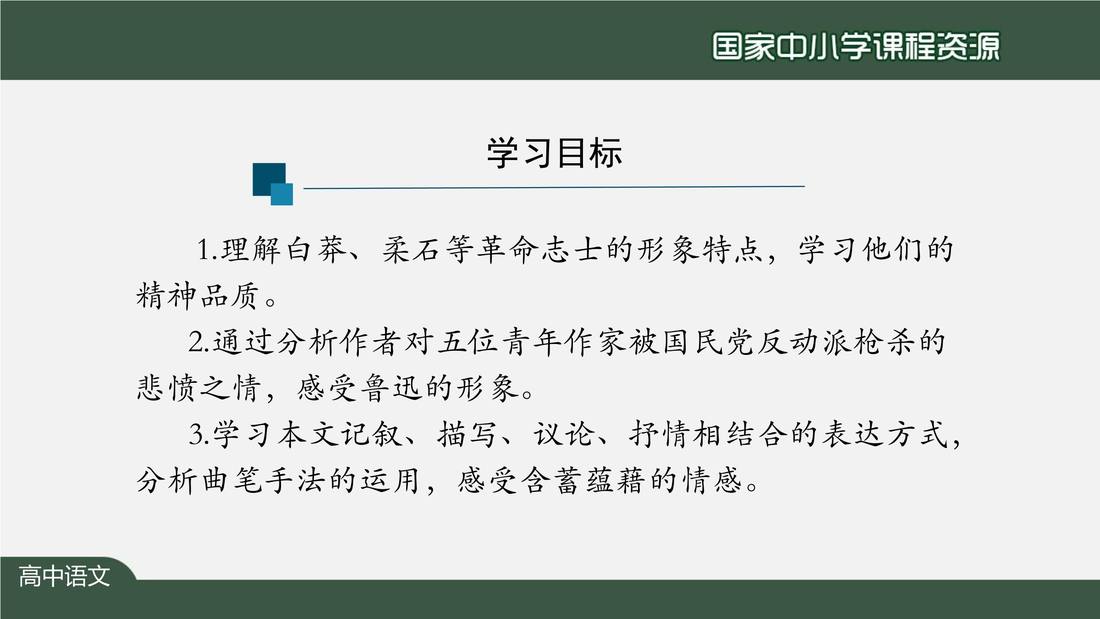 国家中小学课程资源
学习目标
1.理解白莽、柔石等革命志士的形象特点，学习他们的
精神品质。
2.通过分析作者对五位青年作家被国民党反动派枪杀的
悲愤之情，感受鲁迅的形象。
3.学习本文记叙、描写、议论、抒情相结合的表达方式，
分析曲笔手法的运用，感受含蓄蕴藉的情感。
高中语文